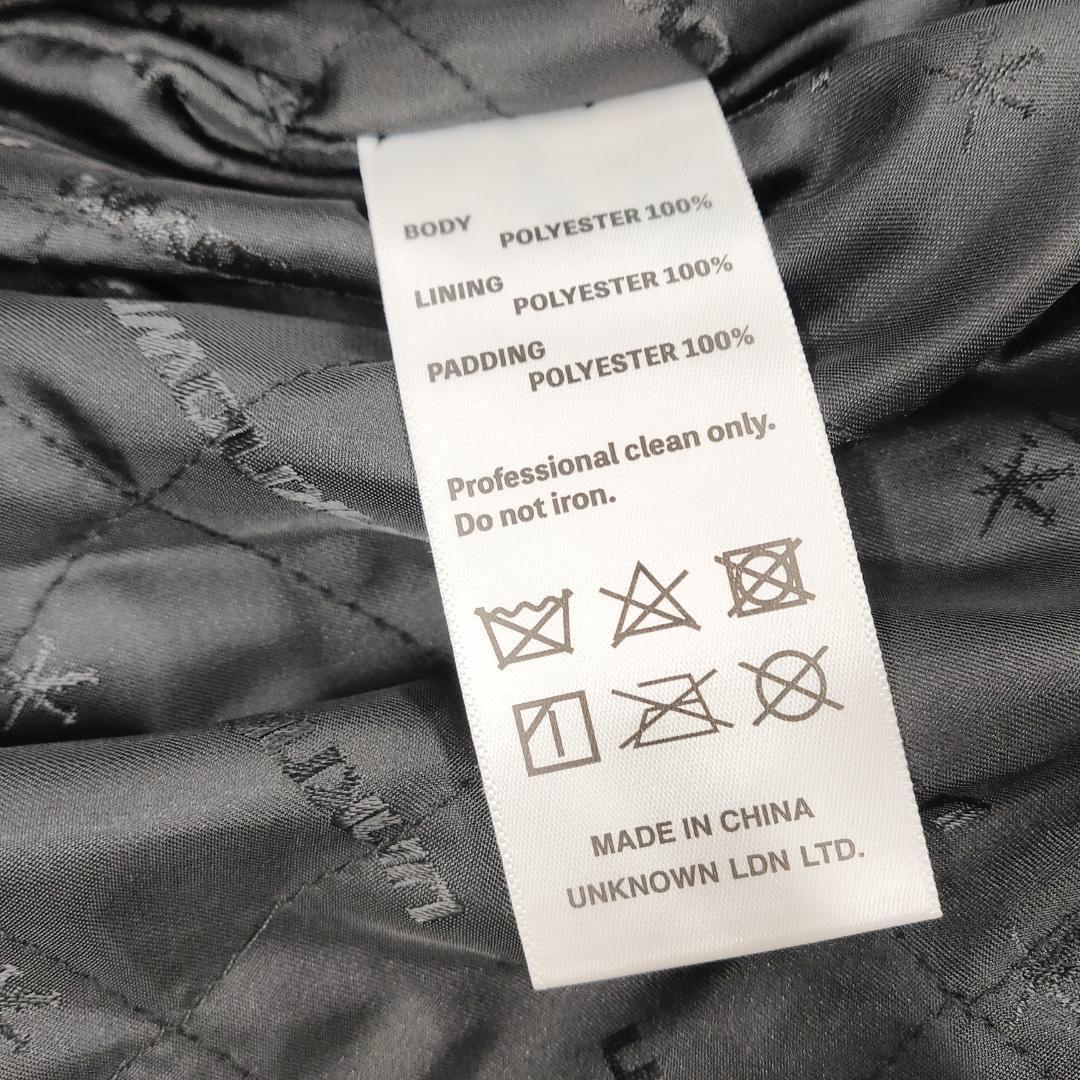 BODY POLYESTER 100%
LINING POLYESTER 100%
PADDING POLYESTER 100%
Professional clean only.
Do not iron.
MADE IN CHINA
UNKNOWN LDN LTD.